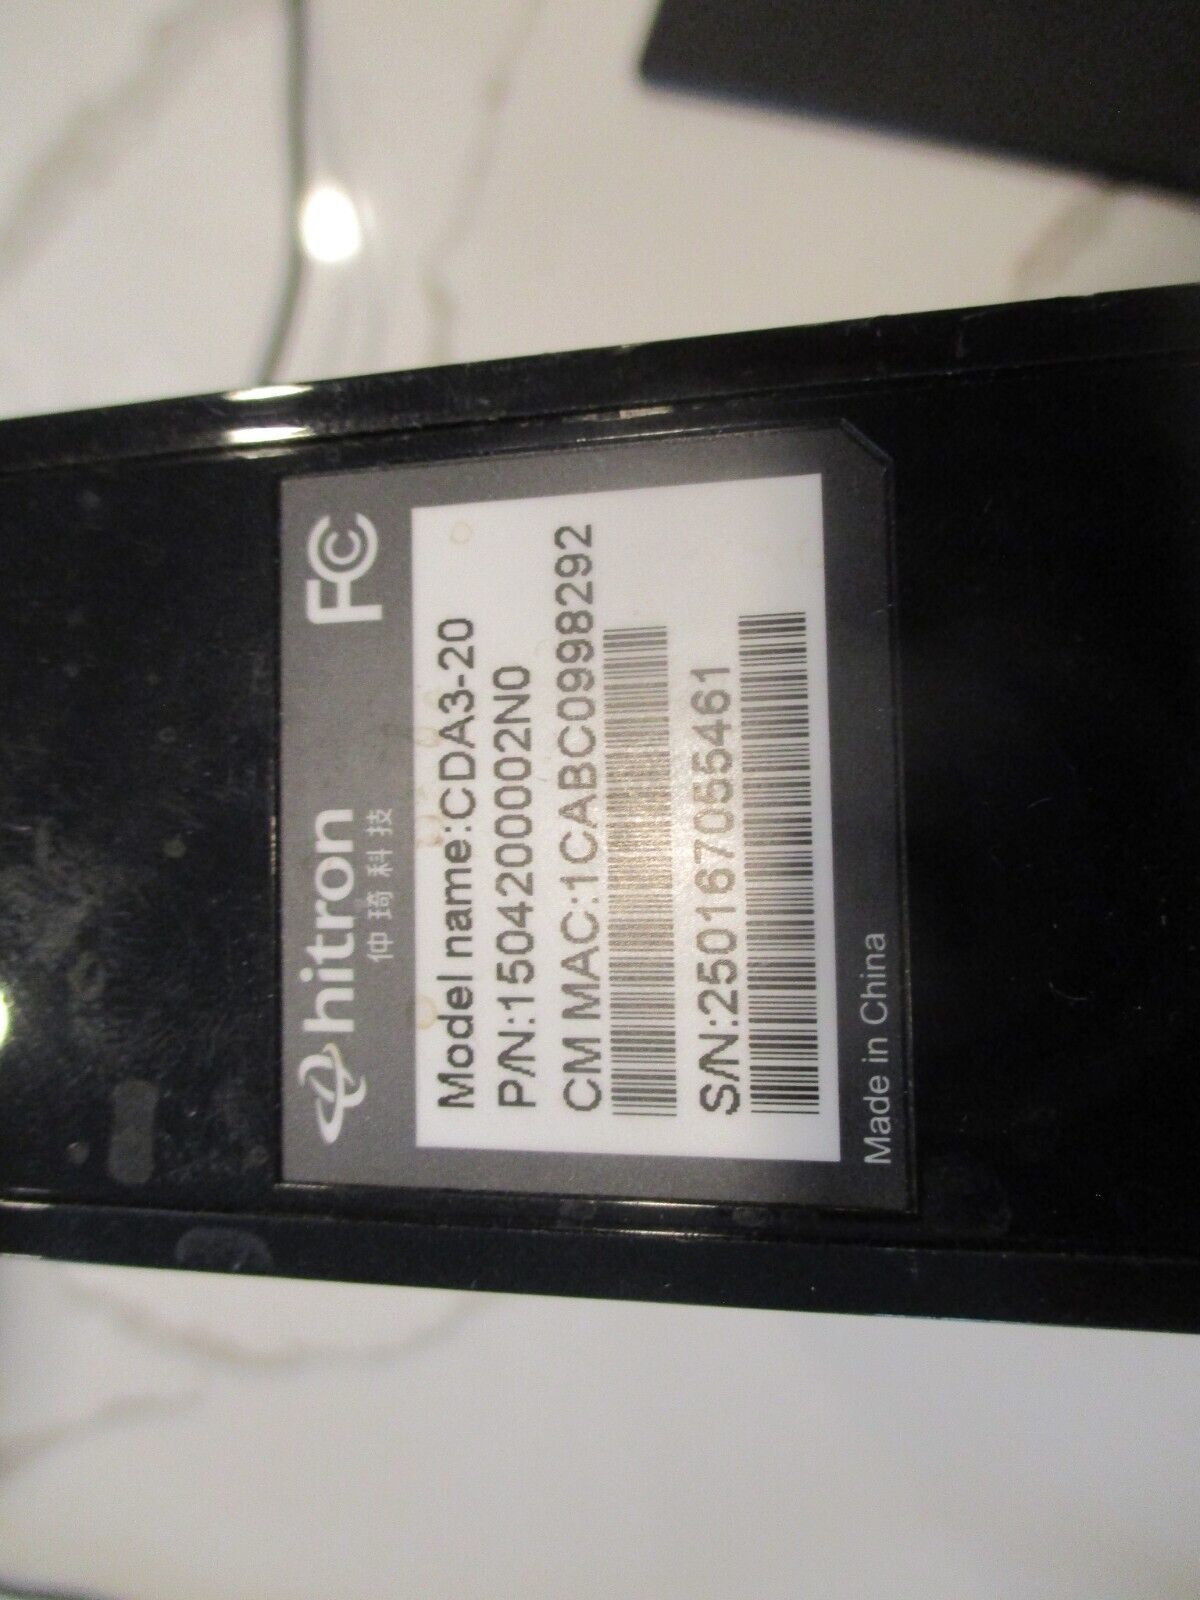 hitron
仲琦科技
FC
Model name:CDA3-20
P/N:1504200002N0
CM MAC:1CABC0998292
S/N:250167055461
Made in China